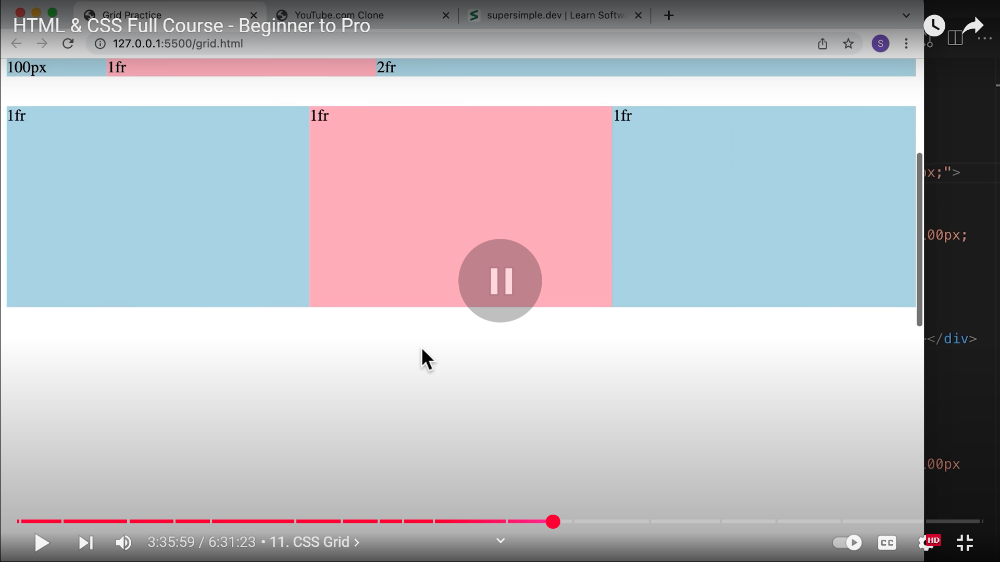 Grid Practice
YouTube.com Clone
supersimple.dev | Learn Softw
HTML & CSS Full Course - Beginner to Pro
127.0.0.1:5500/grid.html
S
100px 1fr 2fr
1fr 1fr 1fr
x;">
00px;
></div>
00px
3:35:59 / 6:31:23 • 11. CSS Grid >
CC
HD